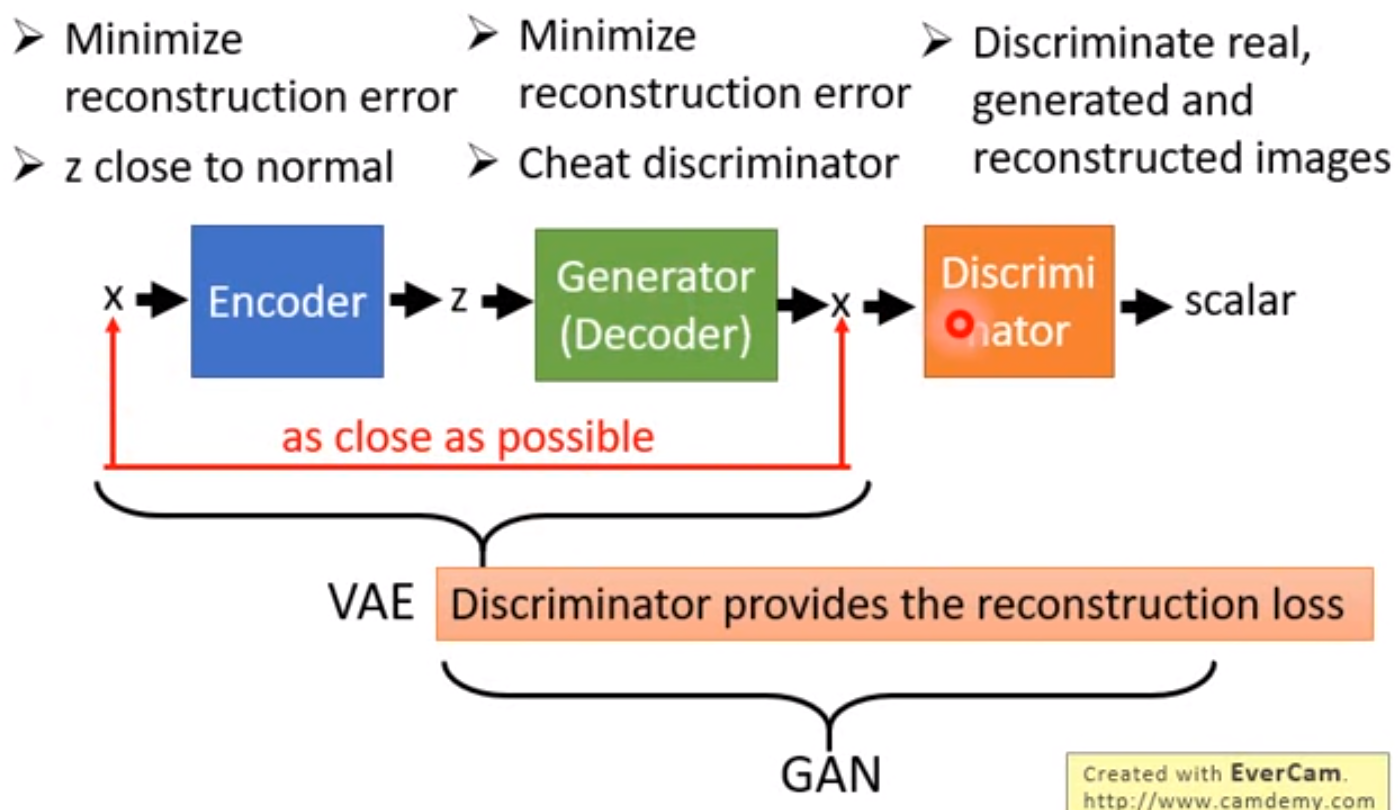 ➢ Minimize
reconstruction error
➢ z close to normal
➢ Minimize
reconstruction error
➢ Cheat discriminator
➢ Discriminate real,
generated and
reconstructed images
x
Encoder
z
Generator
(Decoder)
x
Discrimi
nator
scalar
as close as possible
VAE
Discriminator provides the reconstruction loss
GAN
Created with EverCam.
http://www.camdemy.com